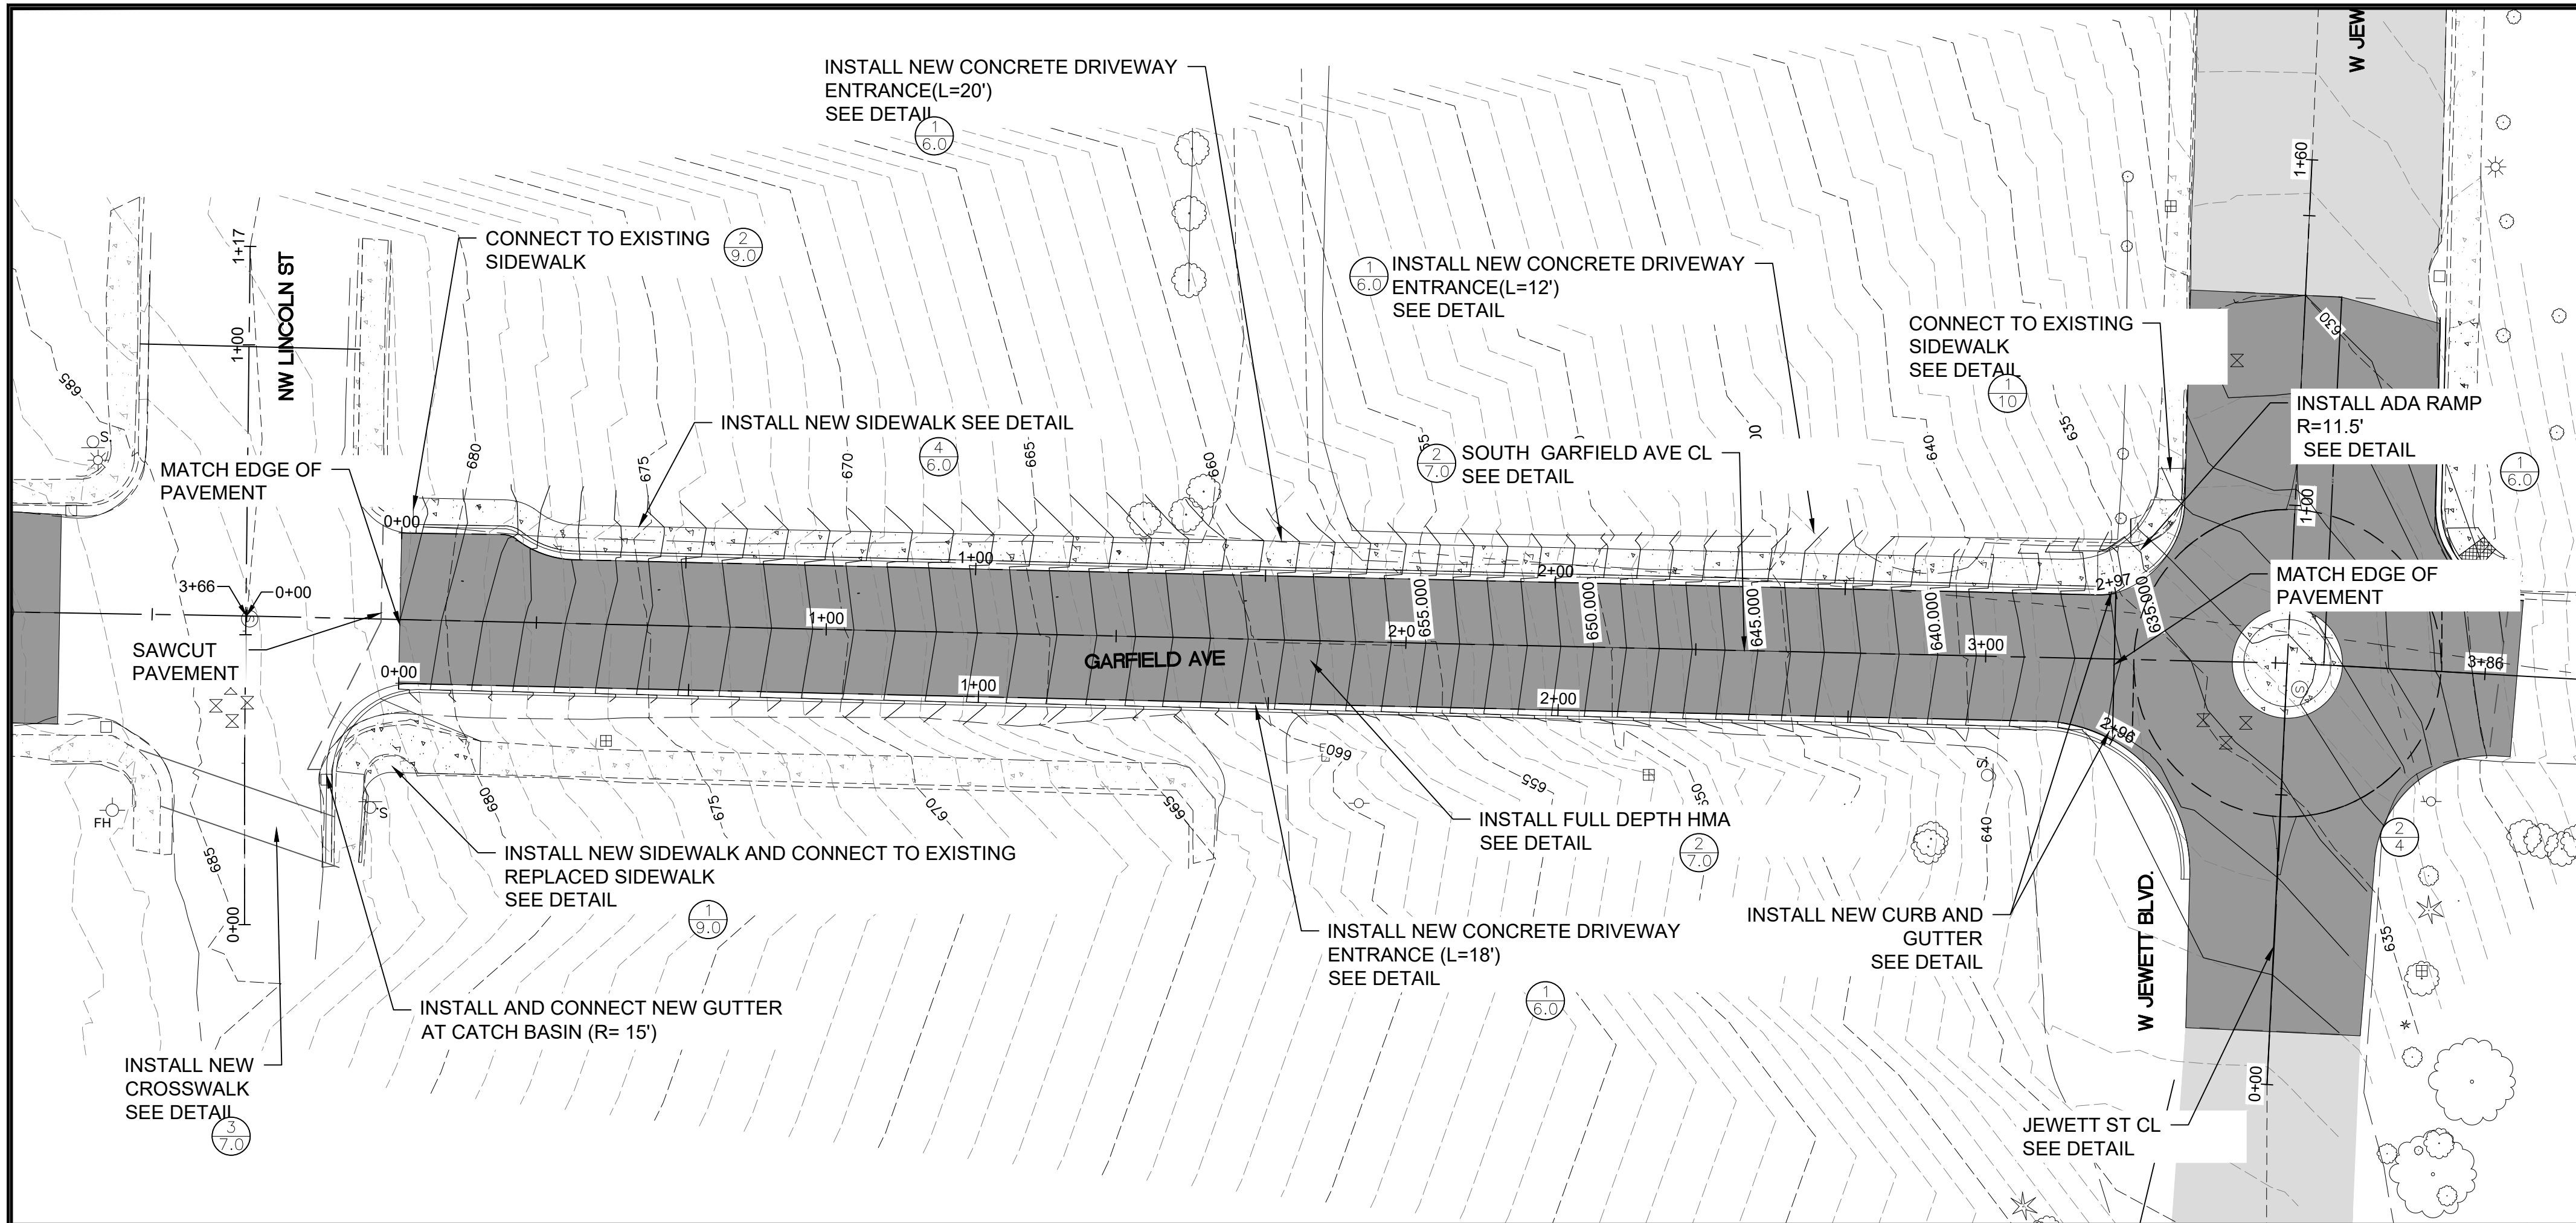 INSTALL NEW CONCRETE DRIVEWAY
ENTRANCE(L=20')
SEE DETAIL
1
6.0
W JEW
1+60
CONNECT TO EXISTING
SIDEWALK
2
9.0
1+17
NW LINCOLN ST
1+00
685
1
6.0
INSTALL NEW CONCRETE DRIVEWAY
ENTRANCE(L=12')
SEE DETAIL
CONNECT TO EXISTING
SIDEWALK
SEE DETAIL
1
10
630
INSTALL ADA RAMP
R=11.5'
SEE DETAIL
1
6.0
INSTALL NEW SIDEWALK SEE DETAIL
4
6.0
2
7.0
SOUTH GARFIELD AVE CL
SEE DETAIL
S
MATCH EDGE OF
PAVEMENT
680
675
670
665
660
640
635
1+00
0+00
1+00
2+00
2+97
635.000
MATCH EDGE OF
PAVEMENT
3+66
0+00
S
1+00
2+0
655.000
650.000
645.000
640.000
3+00
3+86
S
SAWCUT
PAVEMENT
GARFIELD AVE
0+00
1+00
2+00
2+96
660
655
650
S
640
680
675
670
665
FH
S
685
0+00
INSTALL NEW SIDEWALK AND CONNECT TO EXISTING
REPLACED SIDEWALK
SEE DETAIL
1
9.0
INSTALL FULL DEPTH HMA
SEE DETAIL
2
7.0
2
4
INSTALL NEW CONCRETE DRIVEWAY
ENTRANCE (L=18')
SEE DETAIL
1
6.0
INSTALL NEW CURB AND
GUTTER
SEE DETAIL
W JEWETT BLVD.
635
INSTALL AND CONNECT NEW GUTTER
AT CATCH BASIN (R= 15')
INSTALL NEW
CROSSWALK
SEE DETAIL
3
7.0
0+00
JEWETT ST CL
SEE DETAIL